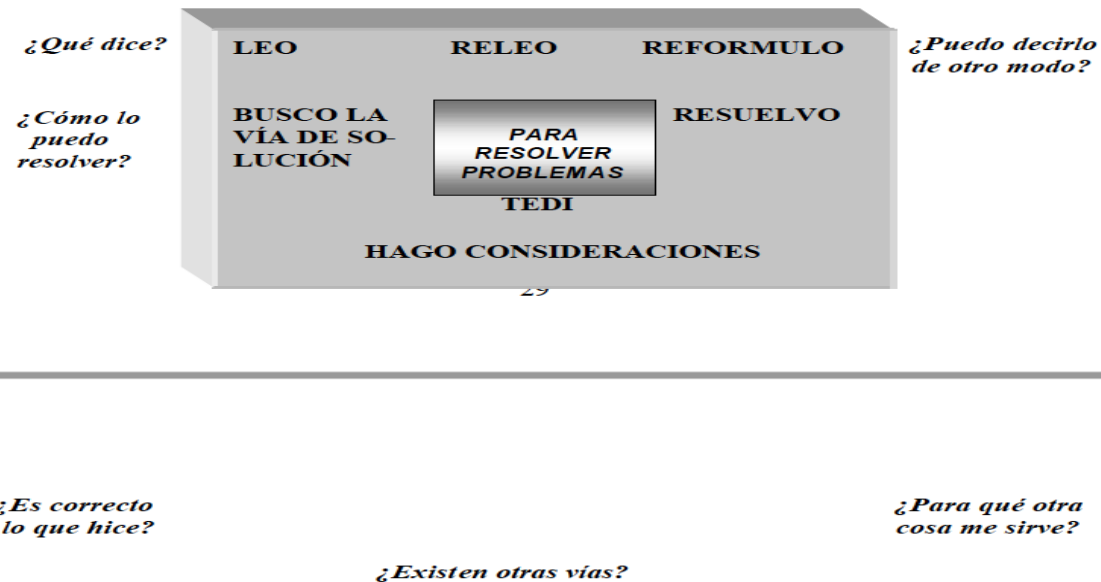 ¿Qué dice?
LEO RELEO REFORMULO
¿Puedo decirlo
de otro modo?
¿Cómo lo
puedo
resolver?
BUSCO LA
VÍA DE SO-
LUCIÓN
PARA
RESOLVER
PROBLEMAS
RESUELVO
TEDI
HAGO CONSIDERACIONES
29
¿Es correcto
lo que hice?
¿Para qué otra
cosa me sirve?
¿Existen otras vías?